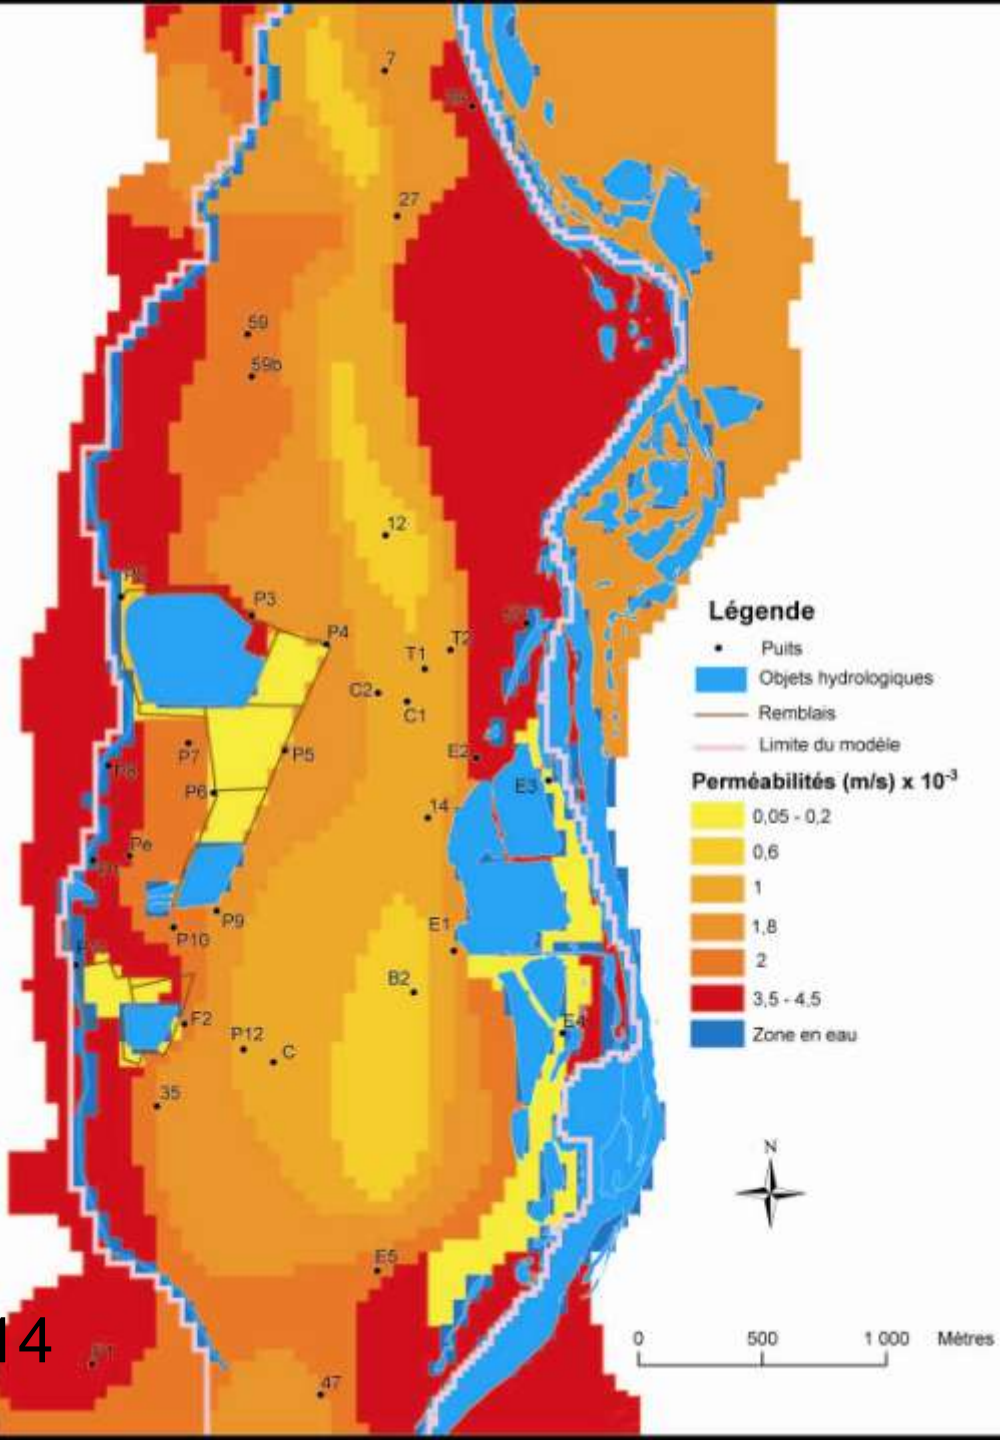 7
27
59
59b
12
P3
P4
T2
T1
C2
C1
P7
P5
E2
E3
P6
14
Pe
P9
E1
P10
B2
F2
E4
P12
C
35
E5
47
14
Légende
Puits
Objets hydrologiques
Remblais
Limite du modèle
Perméabilités (m/s) x 10-3
0,05 - 0,2
0,6
1
1,8
2
3,5 - 4,5
Zone en eau
N
0 500 1 000 Mètres